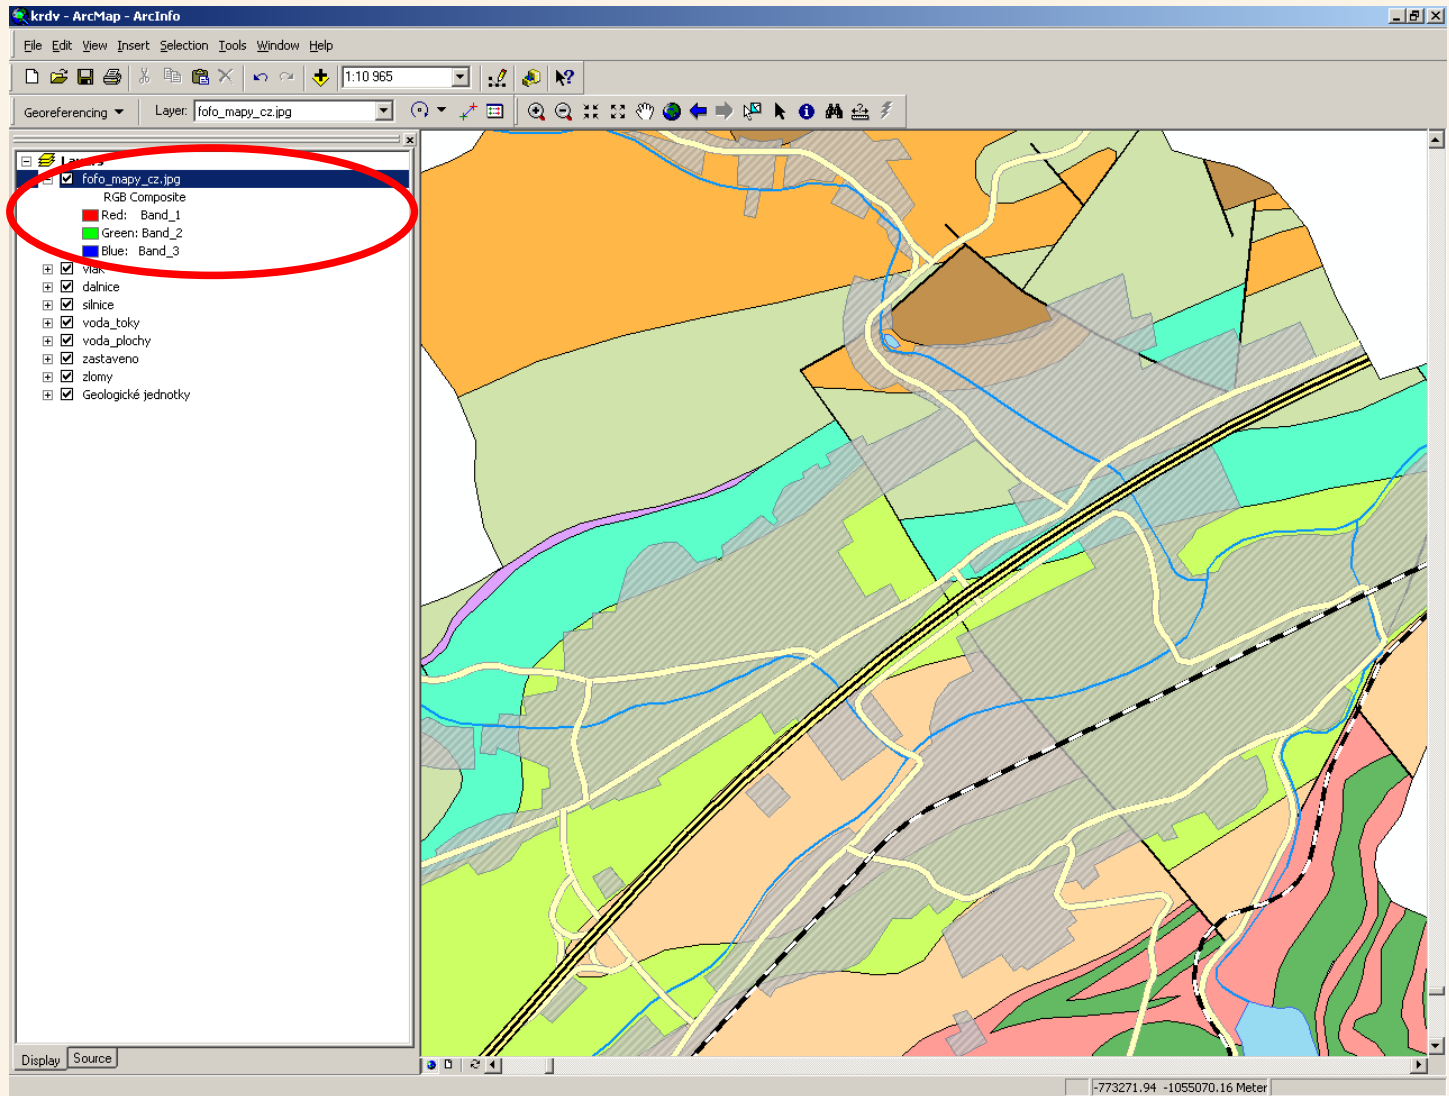 krdv - ArcMap - ArcInfo
File Edit View Insert Selection Tools Window Help
1:10 965
Georeferencing Layer: fofo_mapy_cz.jpg
Layers
fofo_mapy_cz.jpg
RGB Composite
Red: Band_1
Green: Band_2
Blue: Band_3
vlak
dalnice
silnice
voda_toky
voda_plochy
zastaveno
zlomy
Geologické jednotky
Display Source
-773271.94 -1055070.16 Meter